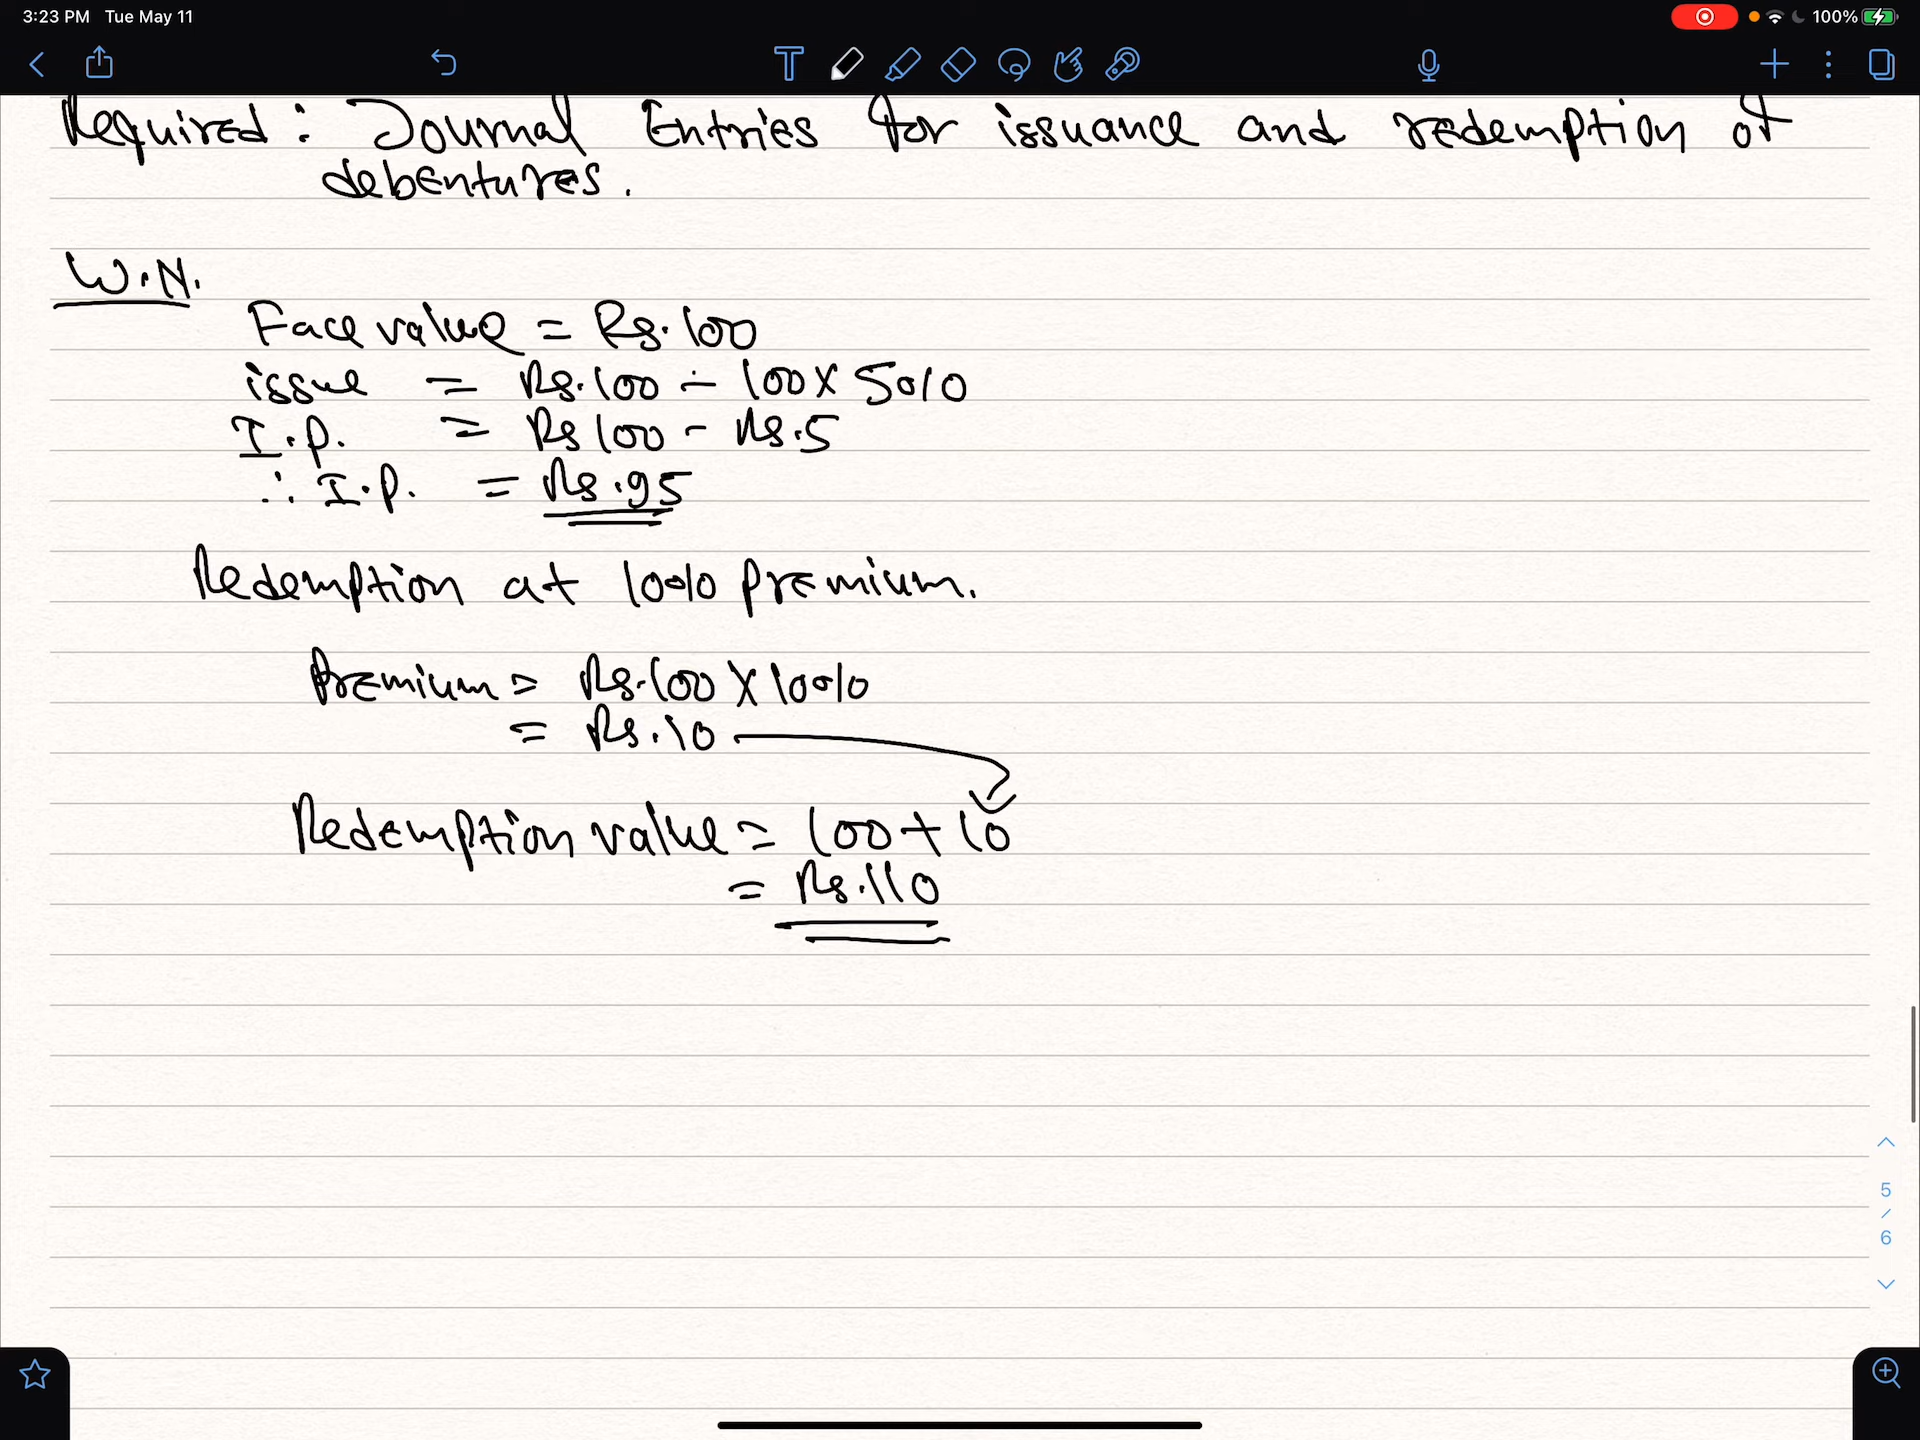 3:23 PM Tue May 11
100%
T
Required: Journal Entries for issuance and redemption of
debentures.
W.N.
Face value = Rs.100
issue = Rs.100 - 100 X 5%
I.P. = Rs 100 - Rs.5
∴ I.P. = Rs.95
Redemption at 10% premium.
Premium = Rs.100 X 10%
= Rs.10
Redemption value = 100 + 10
= Rs.110
5
/
6